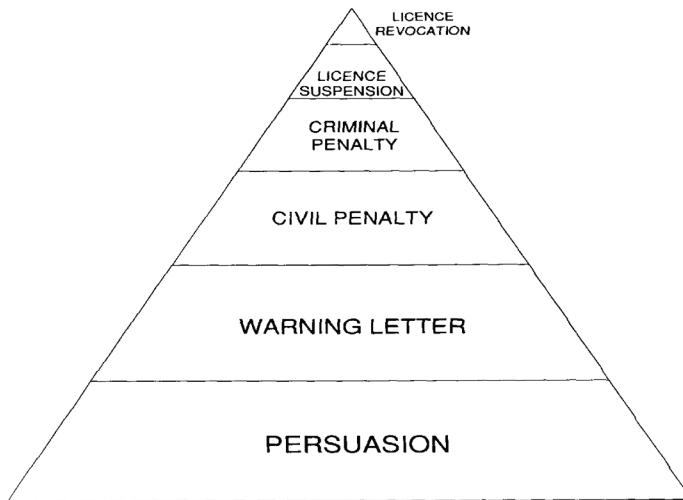 LICENCE
REVOCATION
LICENCE
SUSPENSION
CRIMINAL
PENALTY
CIVIL PENALTY
WARNING LETTER
PERSUASION